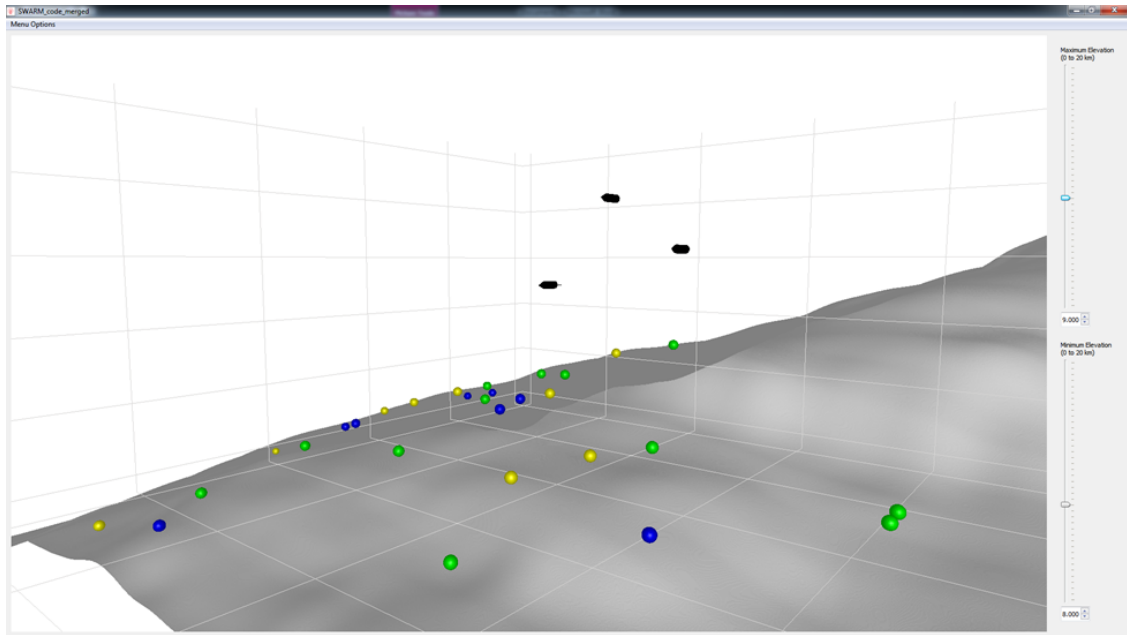 SWARM_code_merged
Menu Options
Maximum Elevation
(0 to 20 km)
9.000
Minimum Elevation
(0 to 20 km)
8.000